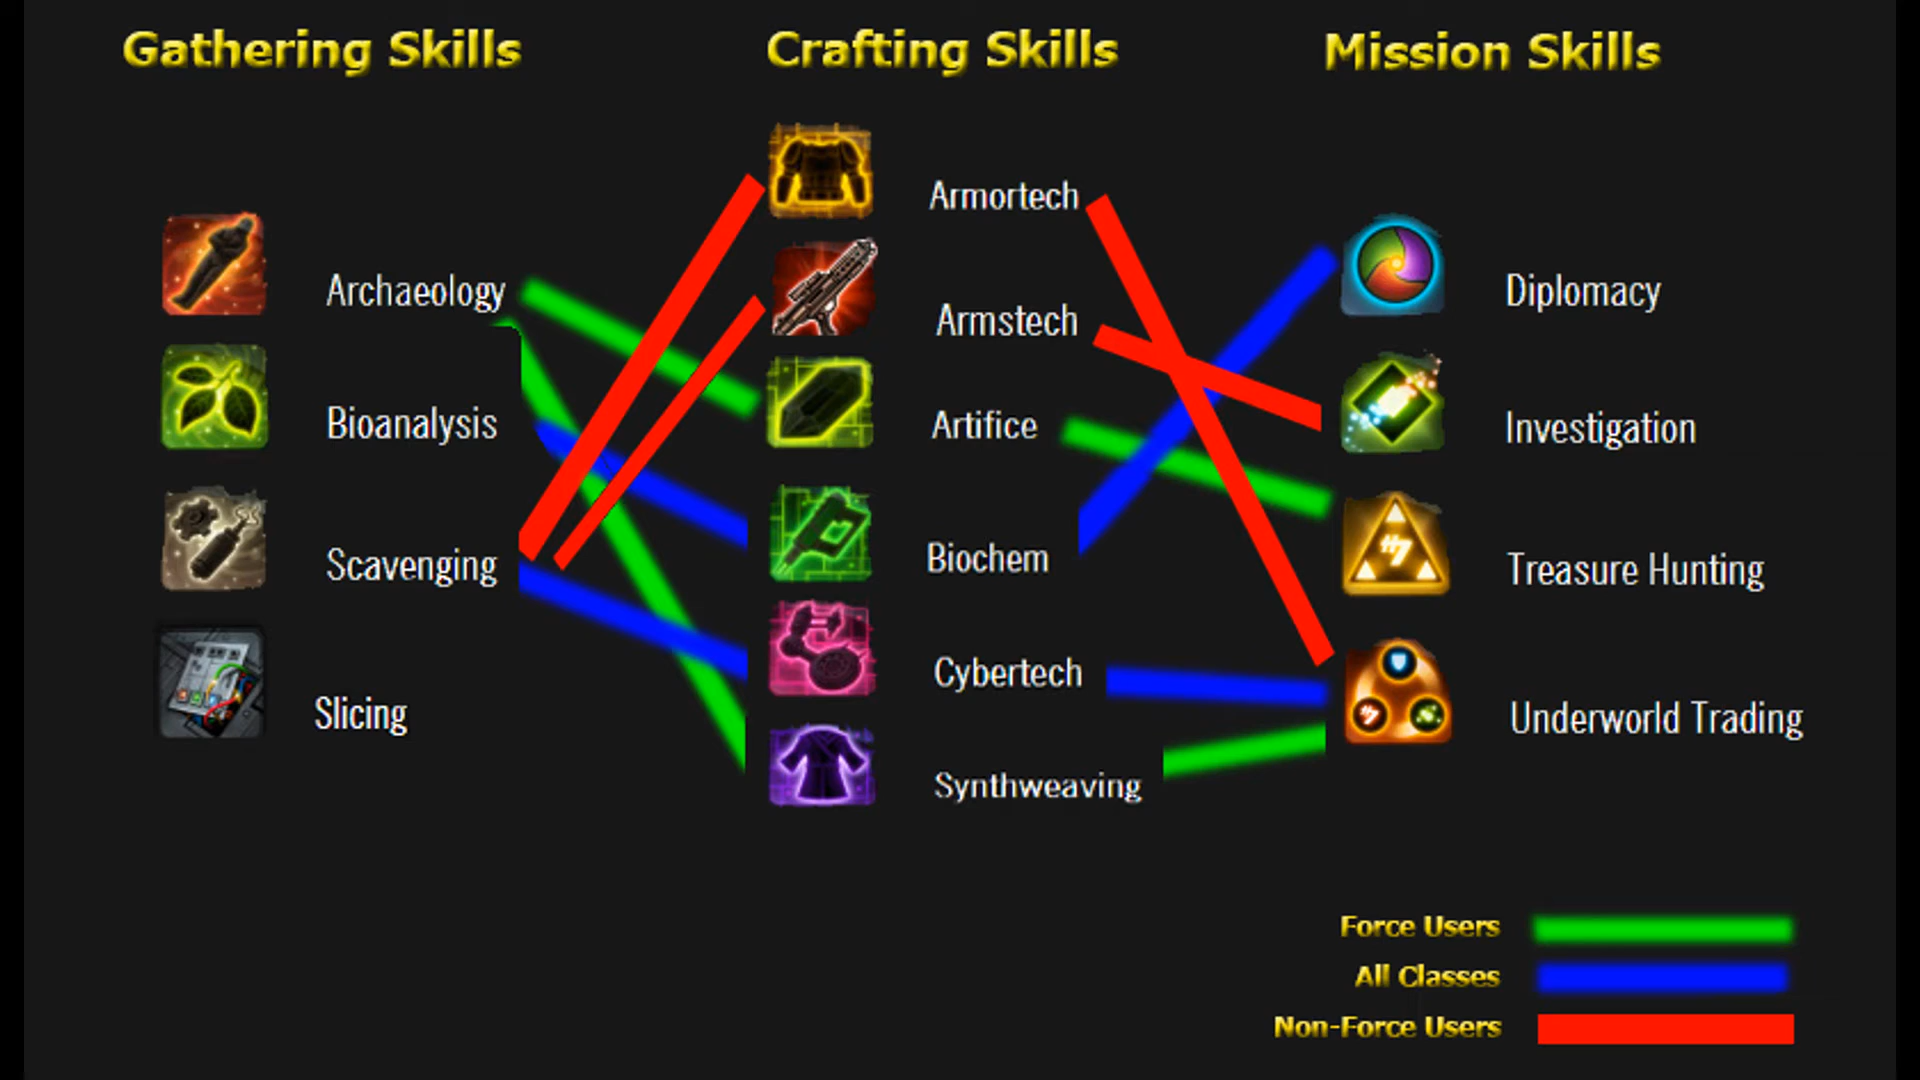 Gathering Skills
Crafting Skills
Mission Skills
Archaeology
Bioanalysis
Scavenging
Slicing
Armortech
Armstech
Artifice
Biochem
Cybertech
Synthweaving
Diplomacy
Investigation
Treasure Hunting
Underworld Trading
Force Users
All Classes
Non-Force Users